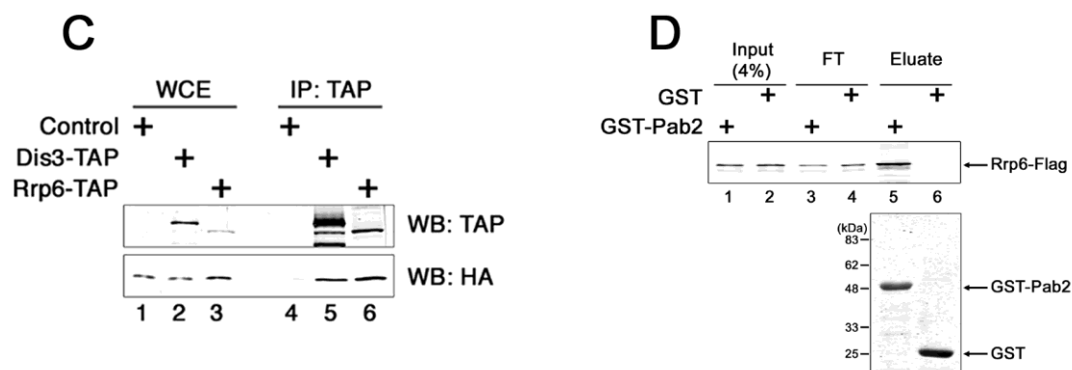 C
WCE IP: TAP
Control + +
Dis3-TAP + +
Rrp6-TAP + +
WB: TAP
WB: HA
1 2 3 4 5 6
D
Input (4%) FT Eluate
GST + + +
GST-Pab2 + + +
Rrp6-Flag
1 2 3 4 5 6
(kDa)
83
62
48 GST-Pab2
33
25 GST